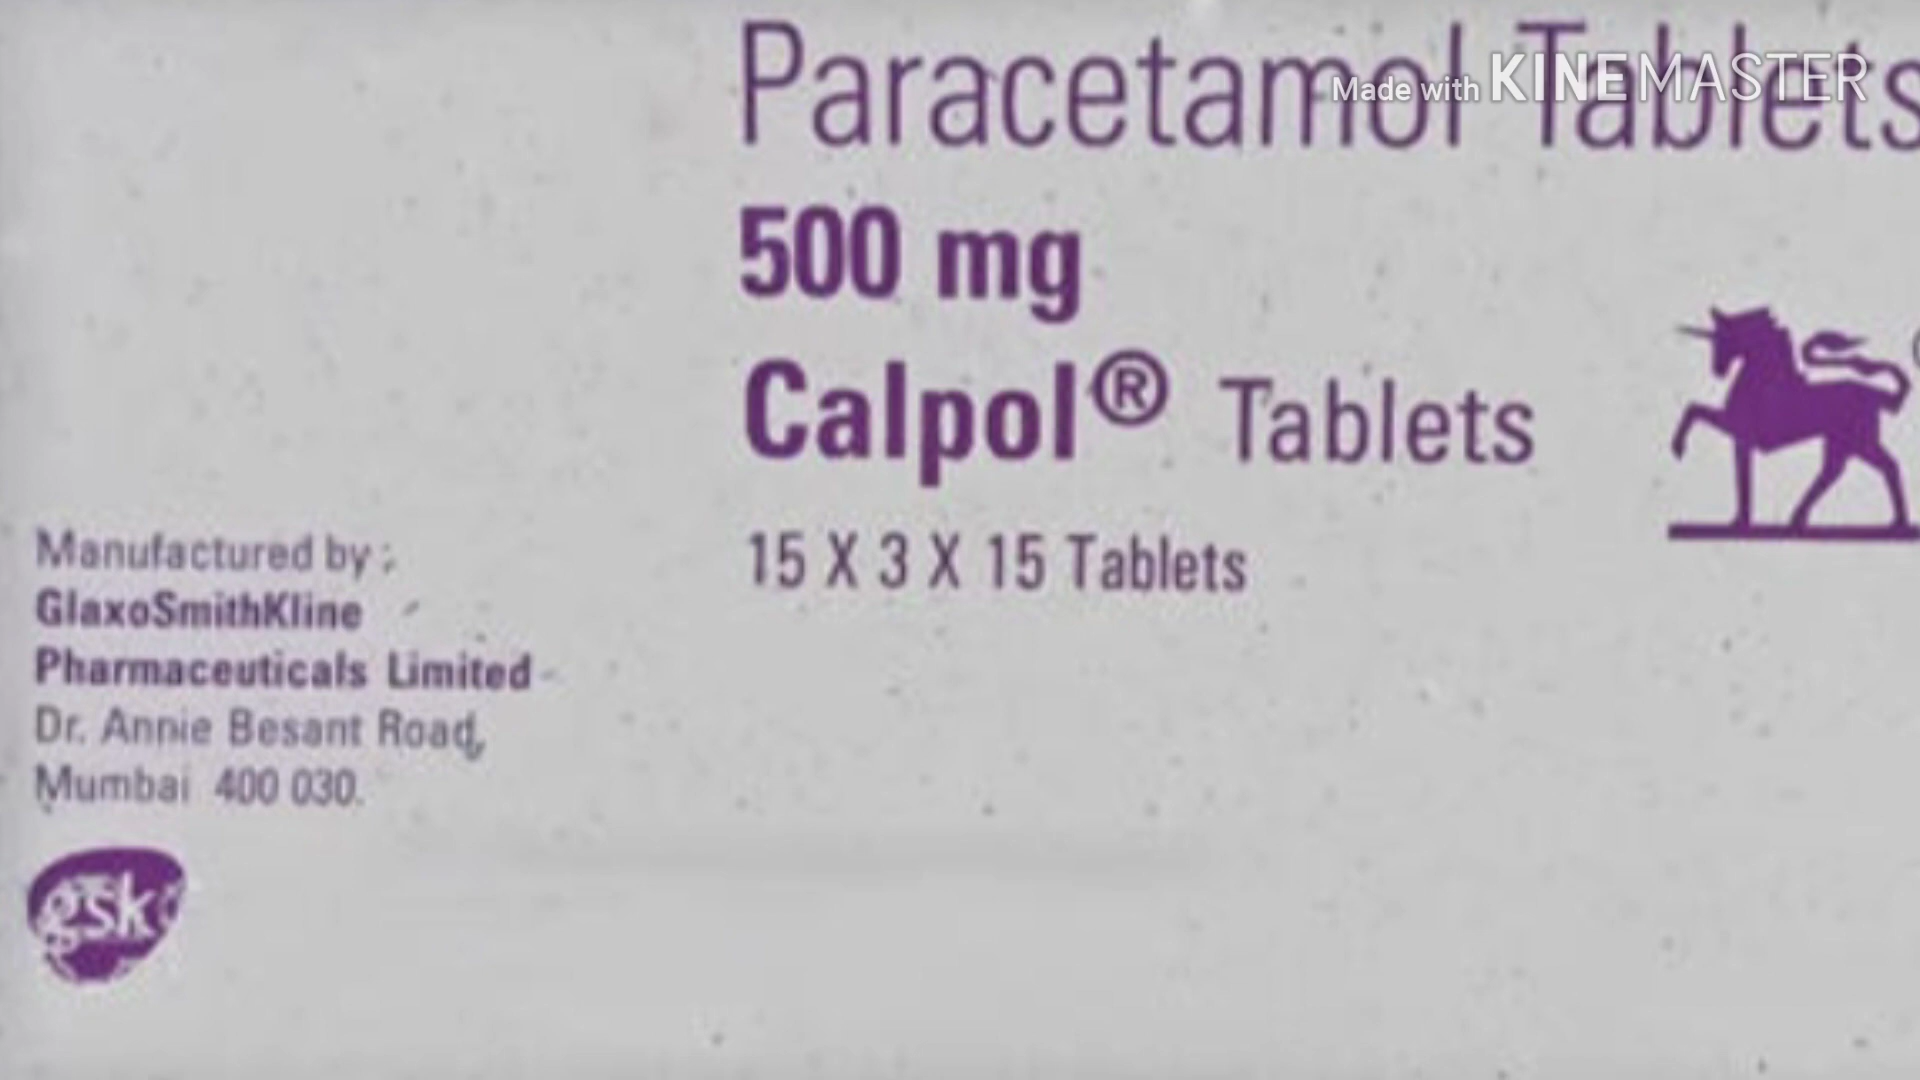 Paracetamol Tablets
Made with KINEMASTER
500 mg
Calpol® Tablets
15 X 3 X 15 Tablets
Manufactured by :
GlaxoSmithKline
Pharmaceuticals Limited
Dr. Annie Besant Road,
Mumbai 400 030.
gsk